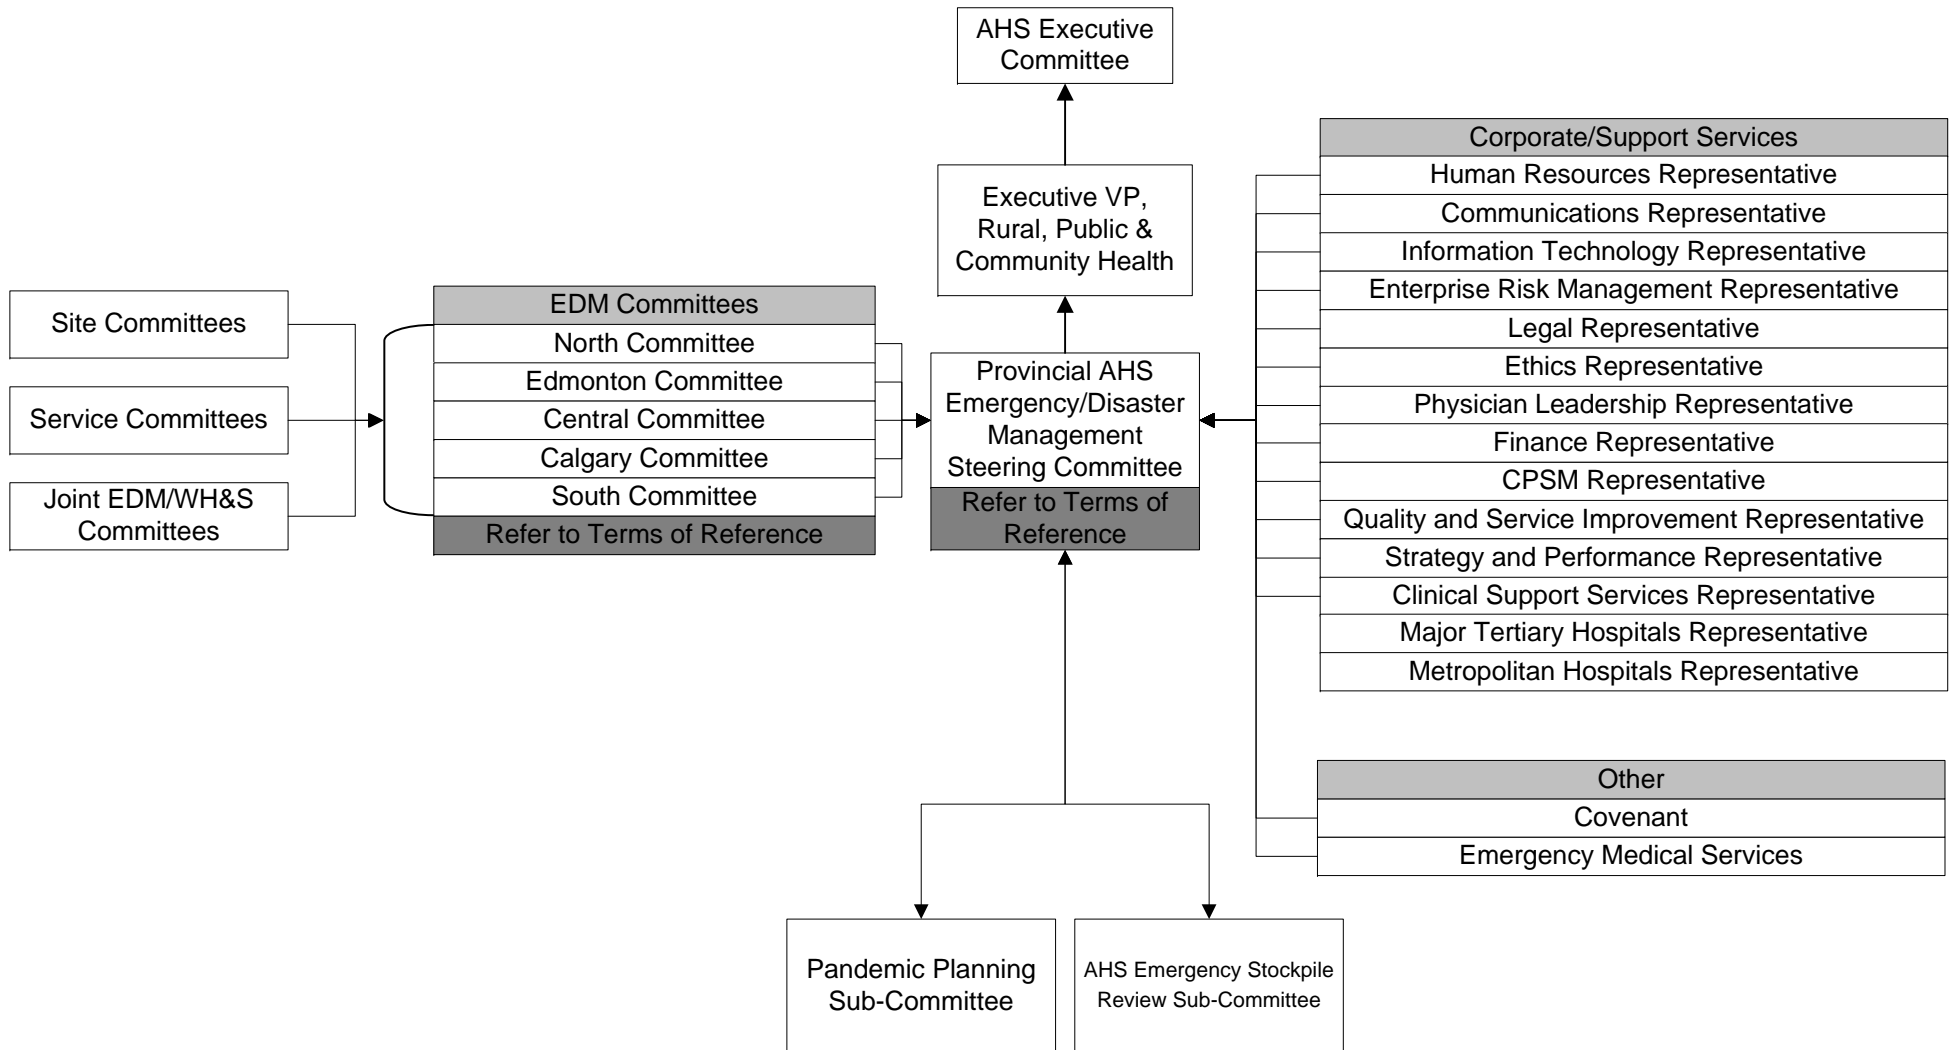 AHS Executive
Committee
Executive VP,
Rural, Public &
Community Health
Site Committees
Service Committees
Joint EDM/WH&S
Committees
EDM Committees
North Committee
Edmonton Committee
Central Committee
Calgary Committee
South Committee
Refer to Terms of Reference
Provincial AHS
Emergency/Disaster
Management
Steering Committee
Refer to Terms of
Reference
Corporate/Support Services
Human Resources Representative
Communications Representative
Information Technology Representative
Enterprise Risk Management Representative
Legal Representative
Ethics Representative
Physician Leadership Representative
Finance Representative
CPSM Representative
Quality and Service Improvement Representative
Strategy and Performance Representative
Clinical Support Services Representative
Major Tertiary Hospitals Representative
Metropolitan Hospitals Representative
Other
Covenant
Emergency Medical Services
Pandemic Planning
Sub-Committee
AHS Emergency Stockpile
Review Sub-Committee